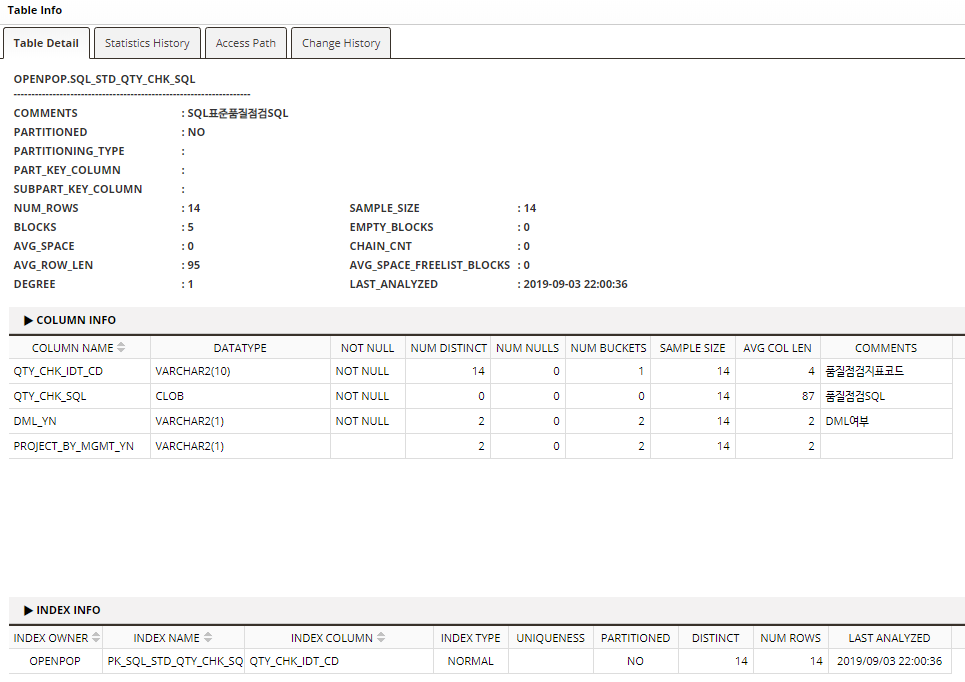 Table Info
Table Detail Statistics History Access Path Change History
OPENPOP.SQL_STD_QTY_CHK_SQL
--------------------------------------------------------------------
COMMENTS : SQL표준품질점검SQL
PARTITIONED : NO
PARTITIONING_TYPE :
PART_KEY_COLUMN :
SUBPART_KEY_COLUMN :
NUM_ROWS : 14 SAMPLE_SIZE : 14
BLOCKS : 5 EMPTY_BLOCKS : 0
AVG_SPACE : 0 CHAIN_CNT : 0
AVG_ROW_LEN : 95 AVG_SPACE_FREELIST_BLOCKS : 0
DEGREE : 1 LAST_ANALYZED : 2019-09-03 22:00:36
▶ COLUMN INFO
COLUMN NAME DATATYPE NOT NULL NUM DISTINCT NUM NULLS NUM BUCKETS SAMPLE SIZE AVG COL LEN COMMENTS
QTY_CHK_IDT_CD VARCHAR2(10) NOT NULL 14 0 1 14 4 품질점검지표코드
QTY_CHK_SQL CLOB NOT NULL 0 0 0 14 87 품질점검SQL
DML_YN VARCHAR2(1) NOT NULL 2 0 2 14 2 DML여부
PROJECT_BY_MGMT_YN VARCHAR2(1) 2 0 2 14 2
▶ INDEX INFO
INDEX OWNER INDEX NAME INDEX COLUMN INDEX TYPE UNIQUENESS PARTITIONED DISTINCT NUM ROWS LAST ANALYZED
OPENPOP PK_SQL_STD_QTY_CHK_SQ QTY_CHK_IDT_CD NORMAL NO 14 14 2019/09/03 22:00:36